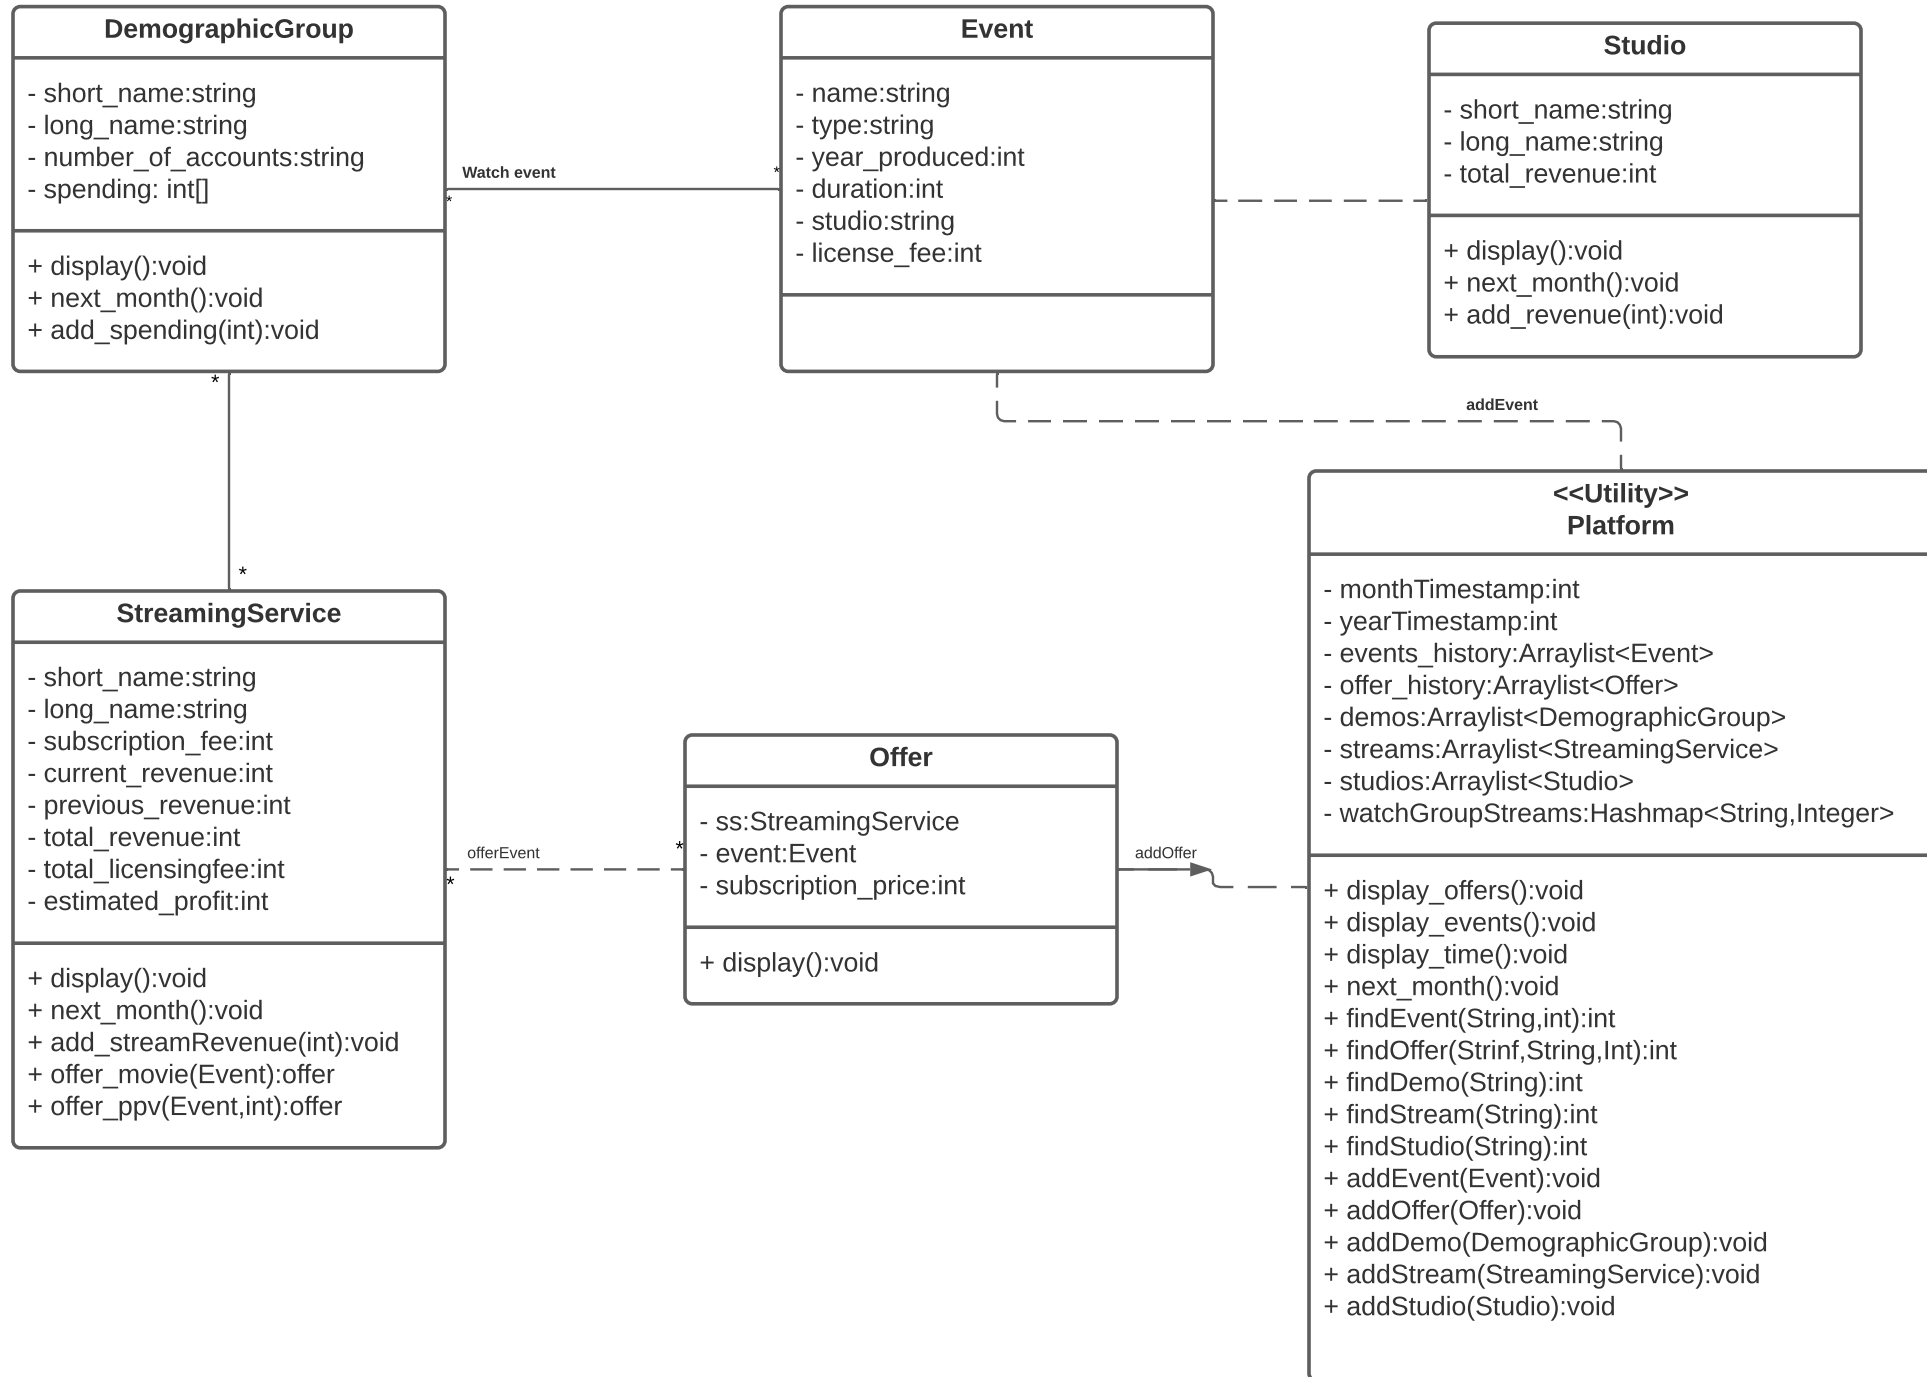 DemographicGroup
- short_name:string
- long_name:string
- number_of_accounts:string
- spending: int[]
+ display():void
+ next_month():void
+ add_spending(int):void
*
Watch event
*
*
Event
- name:string
- type:string
- year_produced:int
- duration:int
- studio:string
- license_fee:int
Studio
- short_name:string
- long_name:string
- total_revenue:int
+ display():void
+ next_month():void
+ add_revenue(int):void
addEvent
*
StreamingService
- short_name:string
- long_name:string
- subscription_fee:int
- current_revenue:int
- previous_revenue:int
- total_revenue:int
- total_licensingfee:int
- estimated_profit:int
+ display():void
+ next_month():void
+ add_streamRevenue(int):void
+ offer_movie(Event):offer
+ offer_ppv(Event,int):offer
offerEvent
*
*
Offer
- ss:StreamingService
- event:Event
- subscription_price:int
+ display():void
addOffer
<<Utility>>
Platform
- monthTimestamp:int
- yearTimestamp:int
- events_history:Arraylist<Event>
- offer_history:Arraylist<Offer>
- demos:Arraylist<DemographicGroup>
- streams:Arraylist<StreamingService>
- studios:Arraylist<Studio>
- watchGroupStreams:Hashmap<String,Integer>
+ display_offers():void
+ display_events():void
+ display_time():void
+ next_month():void
+ findEvent(String,int):int
+ findOffer(Strinf,String,Int):int
+ findDemo(String):int
+ findStream(String):int
+ findStudio(String):int
+ addEvent(Event):void
+ addOffer(Offer):void
+ addDemo(DemographicGroup):void
+ addStream(StreamingService):void
+ addStudio(Studio):void